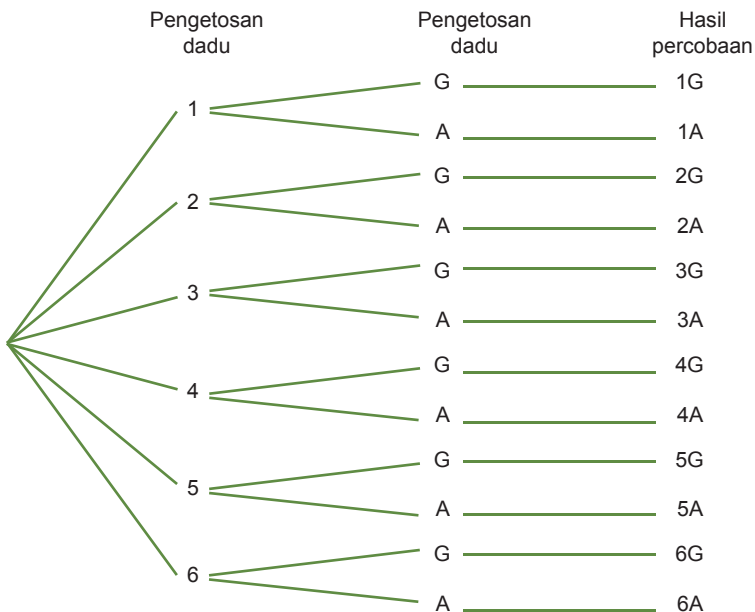 Pengetosan
dadu
Pengetosan
dadu
Hasil
percobaan
1
G
1G
A
1A
2
G
2G
A
2A
3
G
3G
A
3A
4
G
4G
A
4A
5
G
5G
A
5A
6
G
6G
A
6A